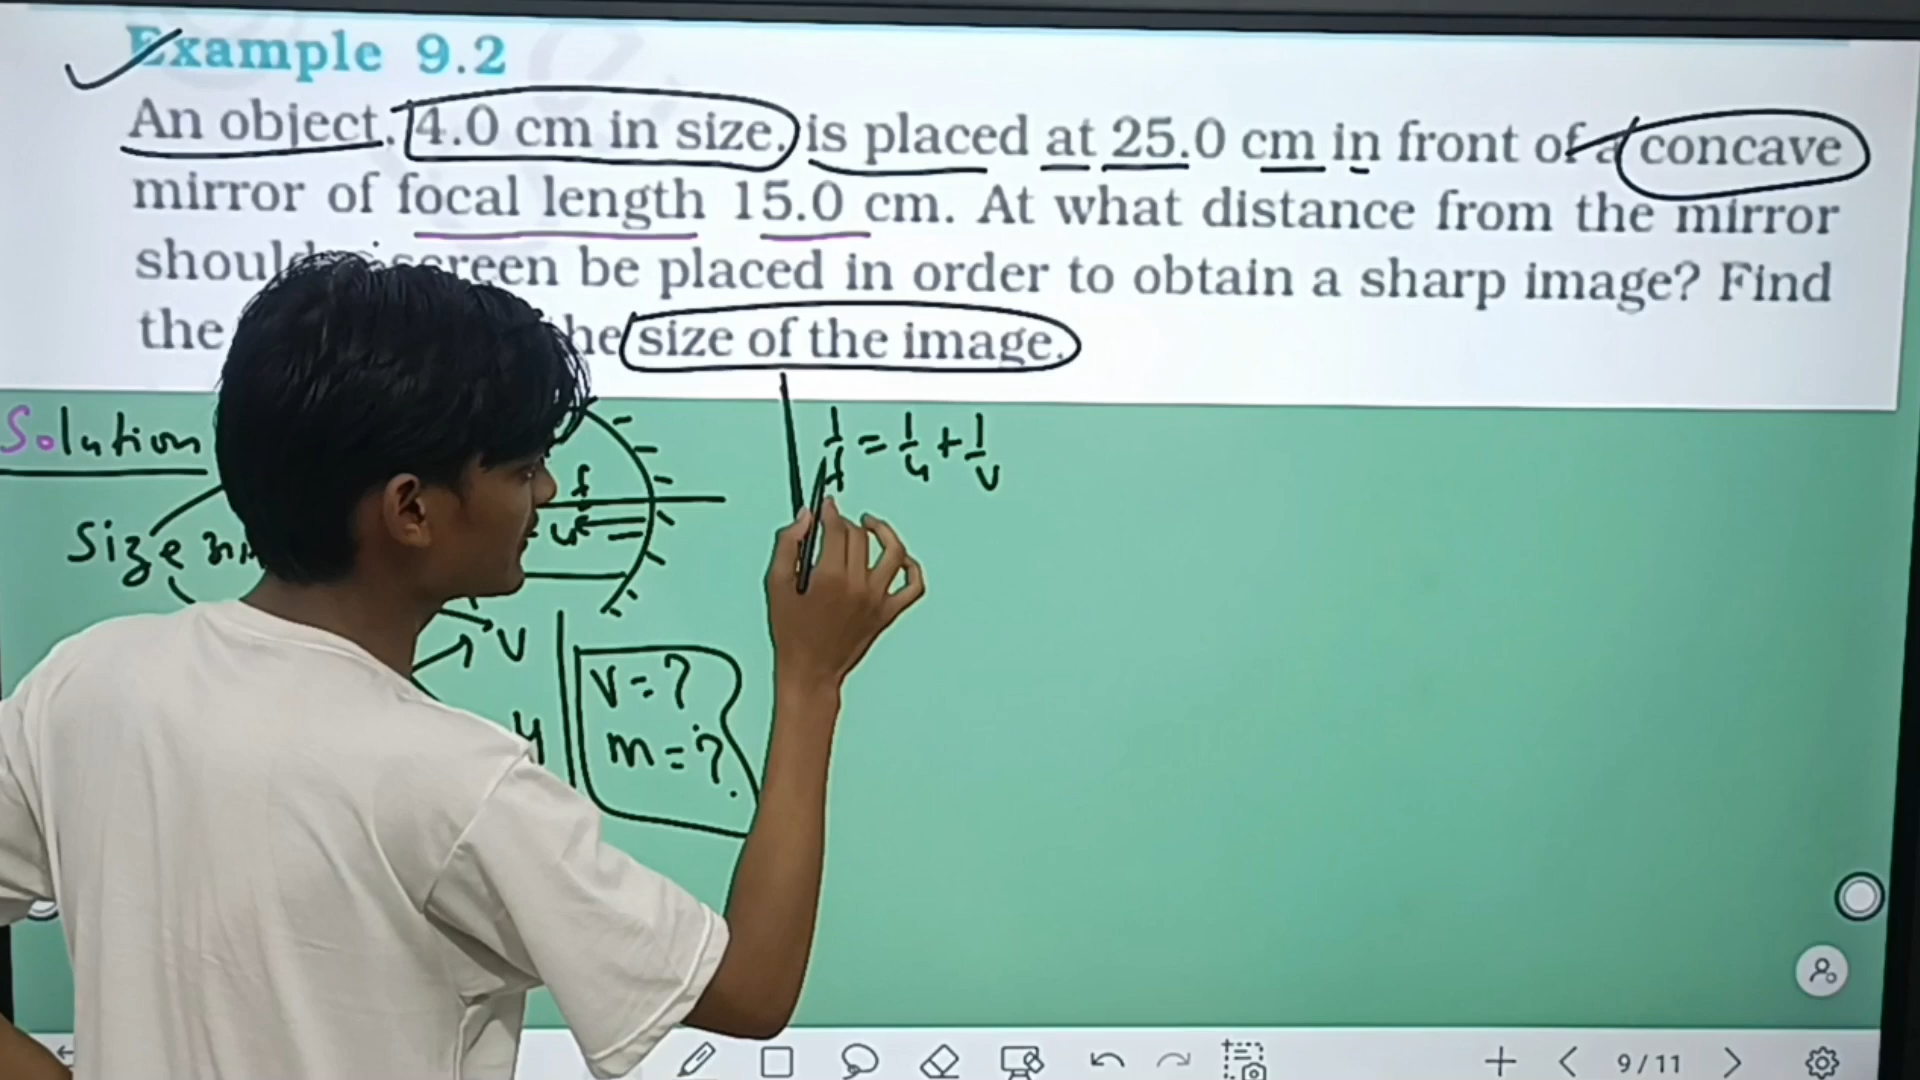 Example 9.2
An object, 4.0 cm in size, is placed at 25.0 cm in front of a concave
mirror of focal length 15.0 cm. At what distance from the mirror
should screen be placed in order to obtain a sharp image? Find
the size of the image.
Solution
1/f = 1/u + 1/v
f
u
Size
v
v = ?
m = ?
9/11